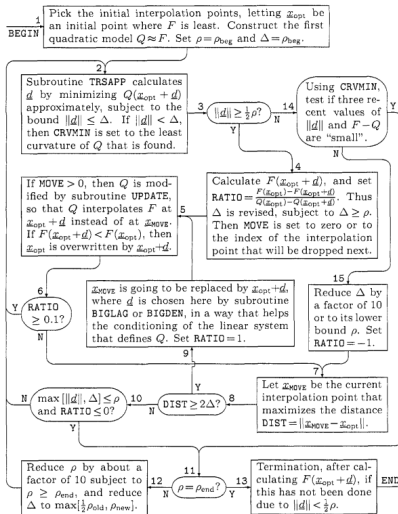 1
BEGIN
Pick the initial interpolation points, letting x_opt be
an initial point where F is least. Construct the first
quadratic model Q≈F. Set ρ=ρ_beg and Δ=ρ_beg.
2
Subroutine TRSAPP calculates
d by minimizing Q(x_opt+d)
approximately, subject to the
bound ‖d‖ ≤ Δ. If ‖d‖ < Δ,
then CRVMIN is set to the least
curvature of Q that is found.
3
‖d‖ ≥ ½ρ?
14
N
Y
Using CRVMIN,
test if three re-
cent values of
‖d‖ and F−Q
are "small".
Y
N
4
Calculate F(x_opt+d), and set
RATIO = (F(x_opt)−F(x_opt+d))/(Q(x_opt)−Q(x_opt+d)). Thus
Δ is revised, subject to Δ≥ρ.
Then MOVE is set to zero or to
the index of the interpolation
point that will be dropped next.
5
If MOVE>0, then Q is mod-
ified by subroutine UPDATE,
so that Q interpolates F at
x_opt+d instead of at x_MOVE.
If F(x_opt+d)<F(x_opt), then
x_opt is overwritten by x_opt+d.
6
Y
RATIO
≥ 0.1?
N
x_MOVE is going to be replaced by x_opt+d,
where d is chosen here by subroutine
BIGLAG or BIGDEN, in a way that helps
the conditioning of the linear system
that defines Q. Set RATIO=1.
9
15
Reduce Δ by a
factor of 10
or to its lower
bound ρ. Set
RATIO=−1.
7
Let x_MOVE be the current
interpolation point that
maximizes the distance
DIST=‖x_MOVE−x_opt‖.
8
Y
DIST≥2Δ?
N
10
max[‖d‖, Δ]≤ρ
and RATIO≤0?
N
Y
11
ρ=ρ_end?
12
N
13
Y
Reduce ρ by about a
factor of 10 subject to
ρ ≥ ρ_end, and reduce
Δ to max[½ρ_old, ρ_new].
Termination, after cal-
culating F(x_opt+d), if
this has not been done
due to ‖d‖<½ρ.
END